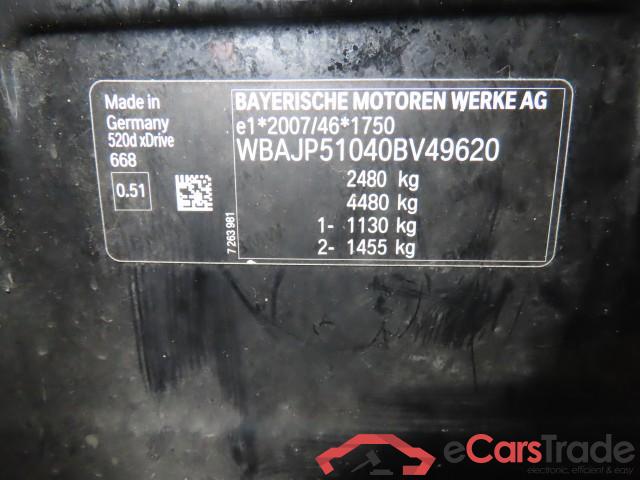 Made in
Germany
520d xDrive
668
0.51
7 263 981
BAYERISCHE MOTOREN WERKE AG
e1*2007/46*1750
WBAJP51040BV49620
2480 kg
4480 kg
1- 1130 kg
2- 1455 kg
eCarsTrade
electronic, efficient & easy